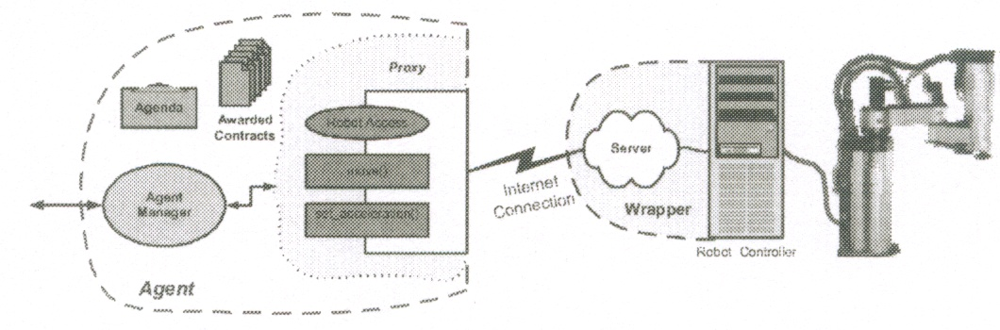 Proxy
Agenda
Awarded
Contracts
Robot Access
move()
set_acceleration()
Agent
Manager
Agent
Internet
Connection
Server
Wrapper
Robot Controller